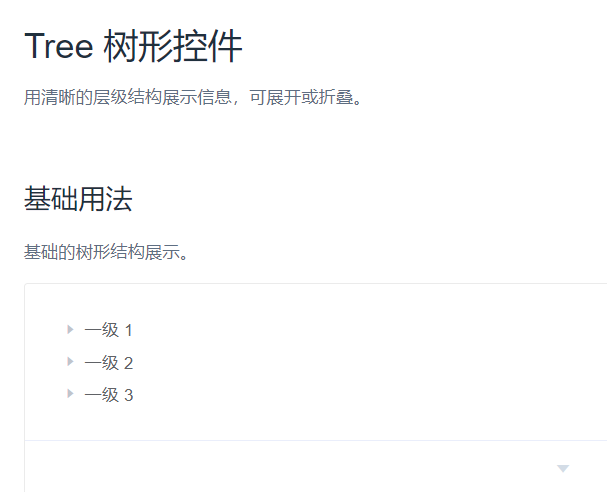 Tree 树形控件
用清晰的层级结构展示信息，可展开或折叠。
基础用法
基础的树形结构展示。
一级 1
一级 2
一级 3